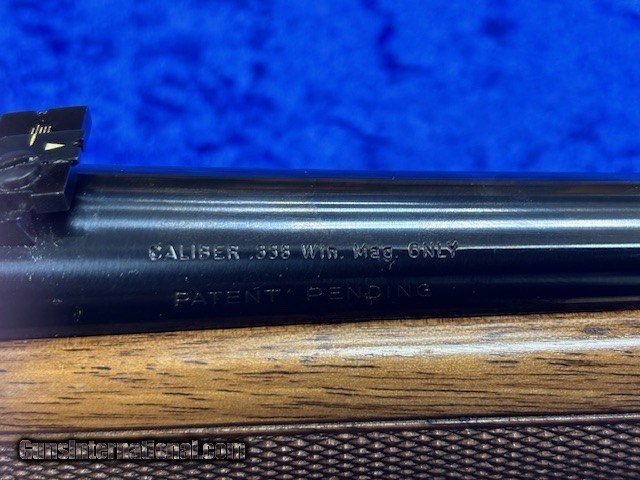 CALIBER .338 Win. Mag. ONLY
PATENT PENDING
GunsInternational.com